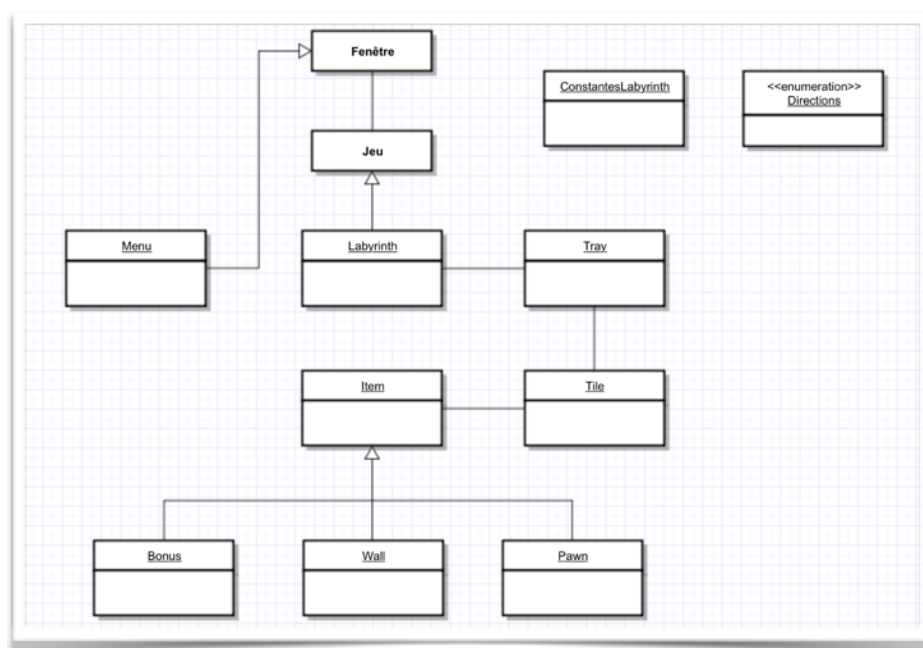 Fenêtre
ConstantesLabyrinth
<<enumeration>>
Directions
Jeu
Menu
Labyrinth
Tray
Item
Tile
Bonus
Wall
Pawn